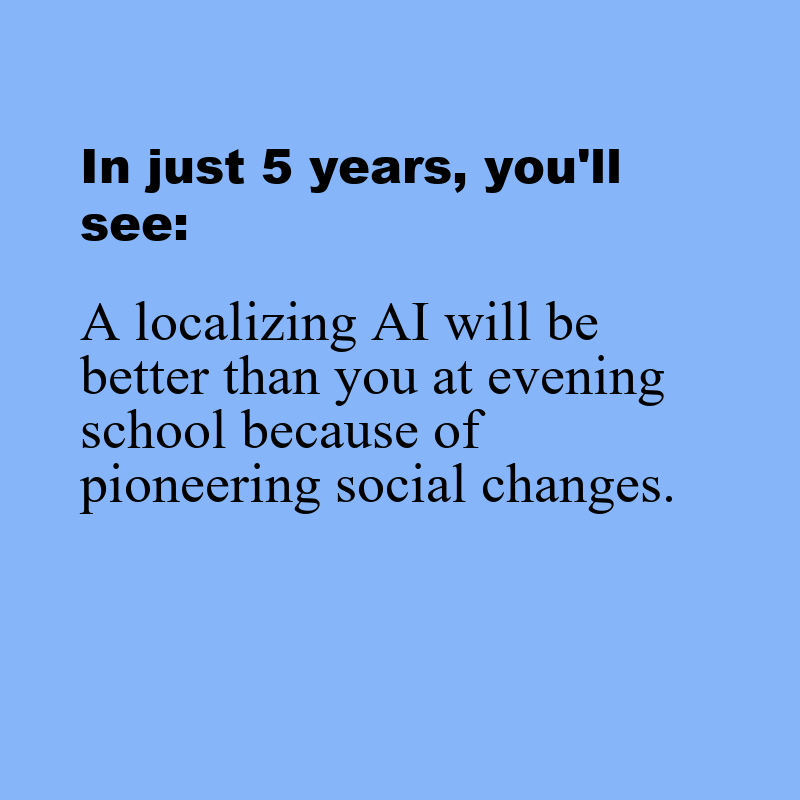 In just 5 years, you'll
see:
A localizing AI will be
better than you at evening
school because of
pioneering social changes.